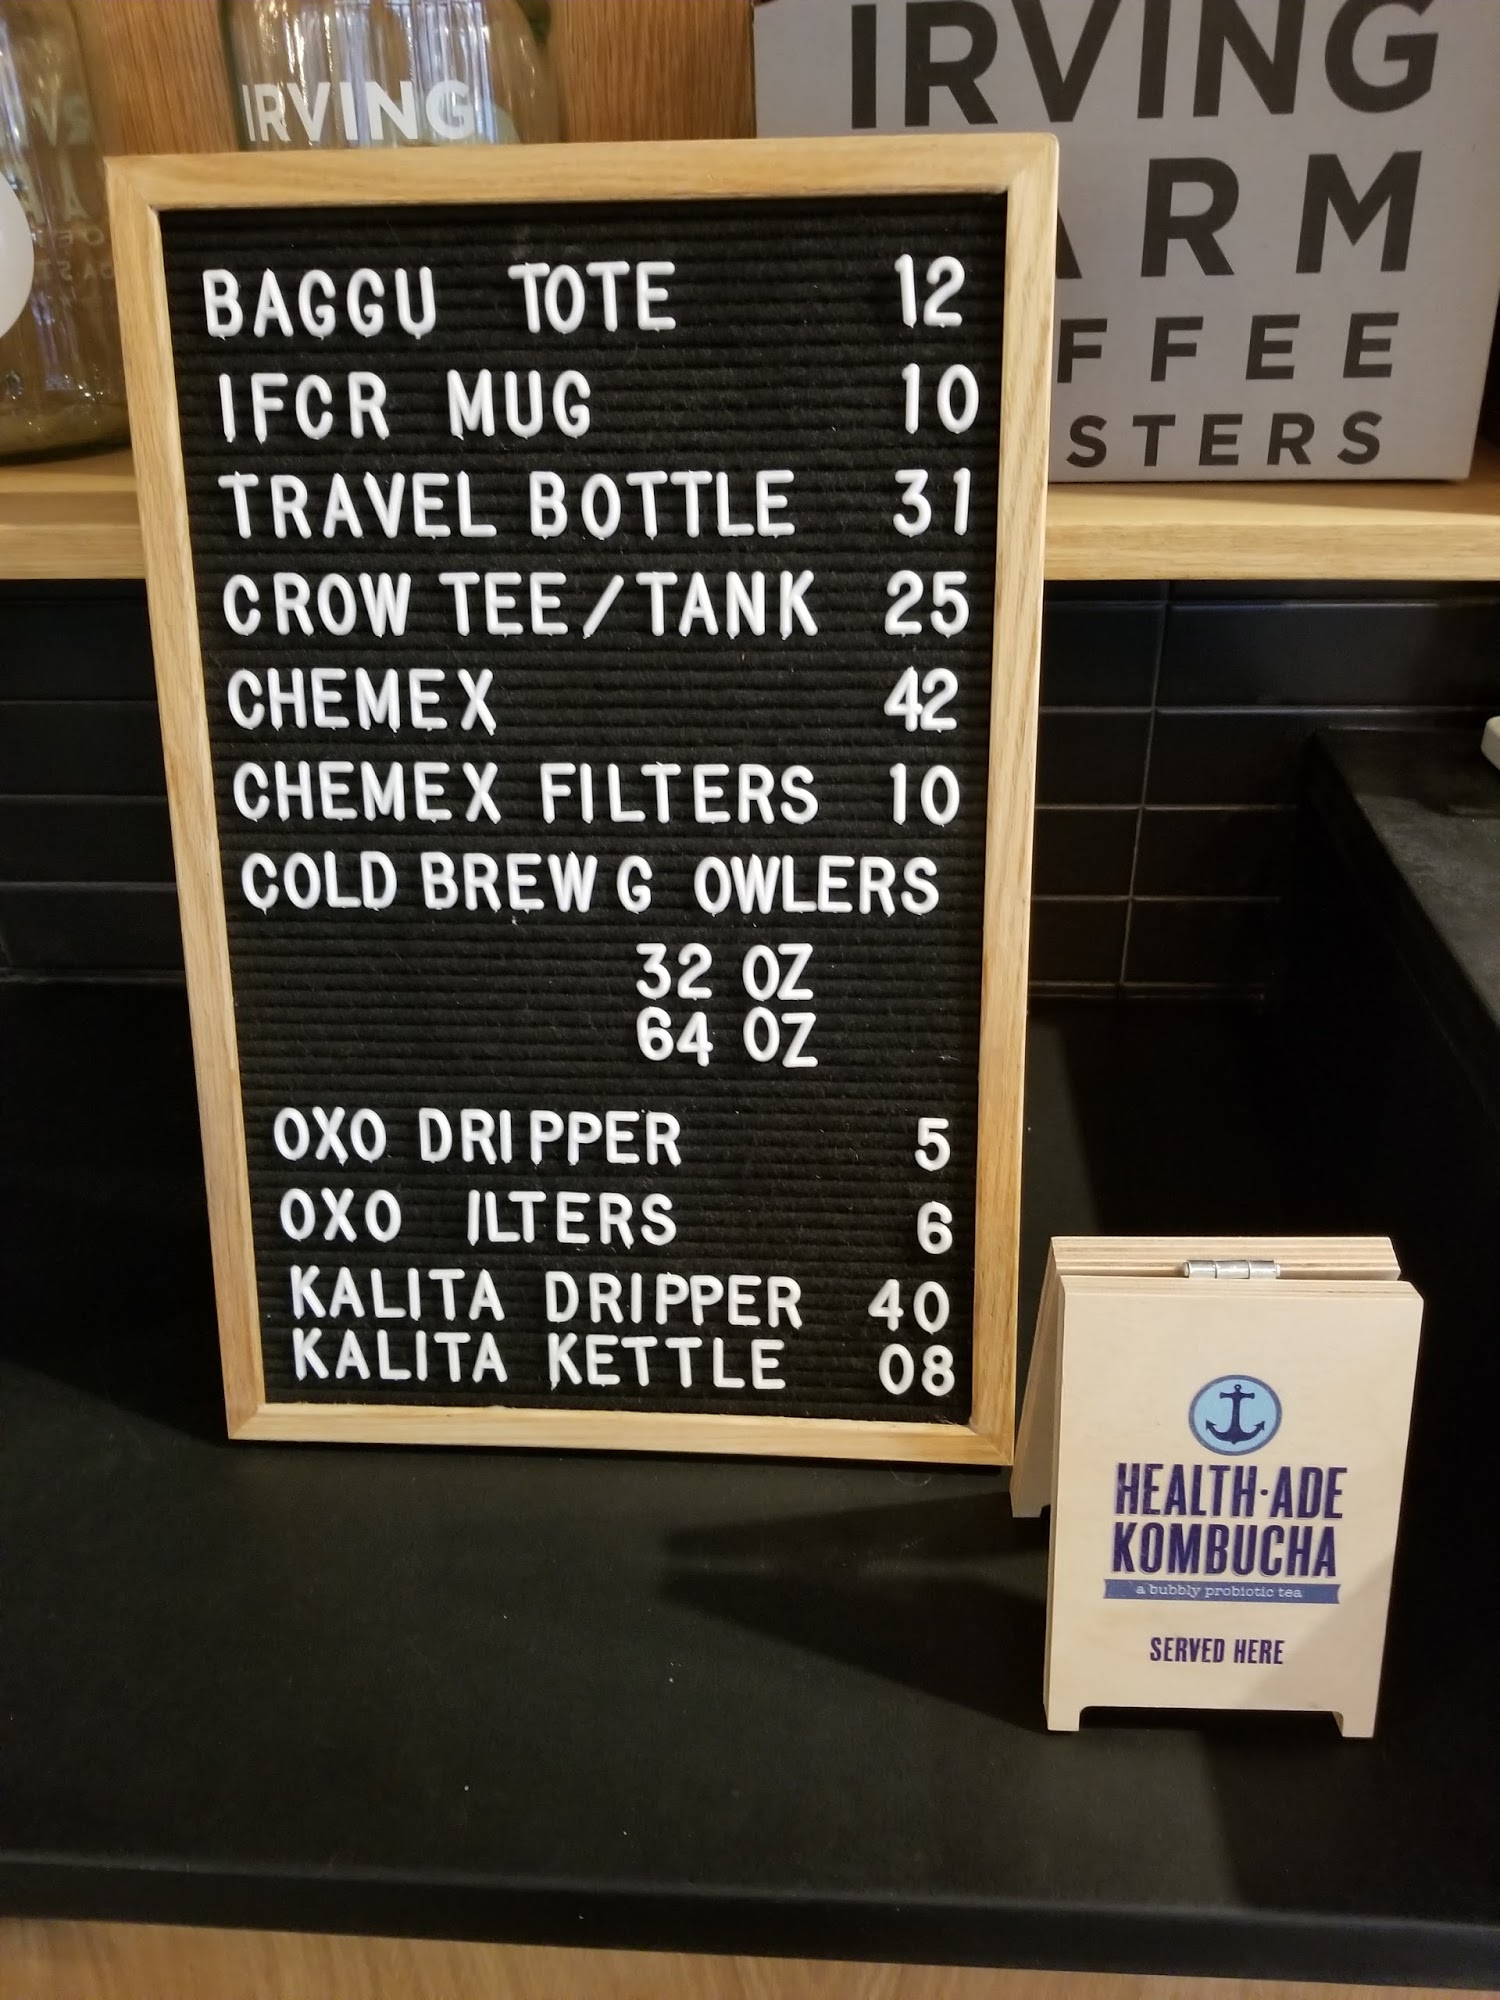 IRVING
IRVING
ARM
FFEE
STERS
BAGGU TOTE 12
IFCR MUG 10
TRAVEL BOTTLE 31
CROW TEE/TANK 25
CHEMEX 42
CHEMEX FILTERS 10
COLD BREW G OWLERS
32 OZ
64 OZ
OXO DRIPPER 5
OXO ILTERS 6
KALITA DRIPPER 40
KALITA KETTLE 08
HEALTH-ADE
KOMBUCHA
a bubbly probiotic tea
SERVED HERE